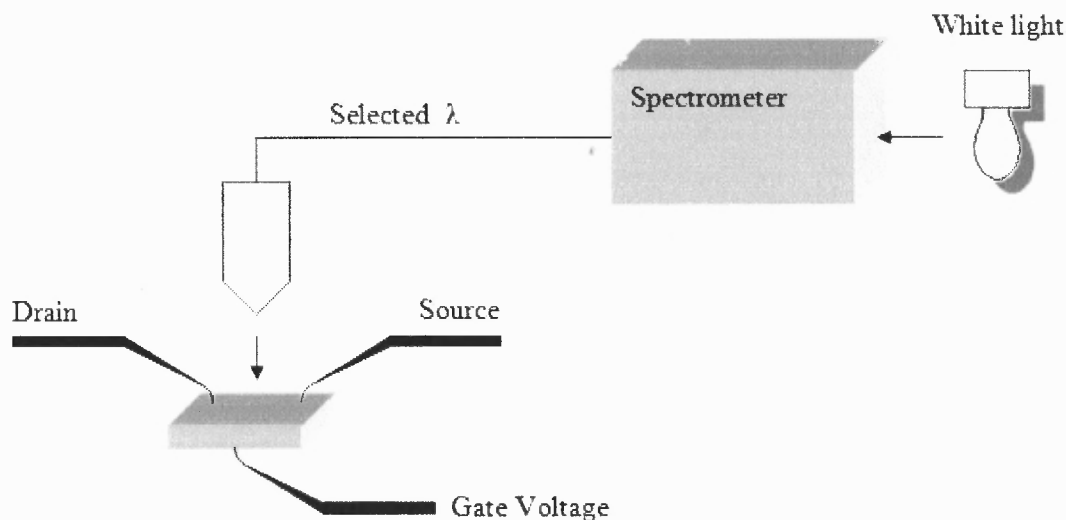 White light
Spectrometer
Selected λ
Drain
Source
Gate Voltage